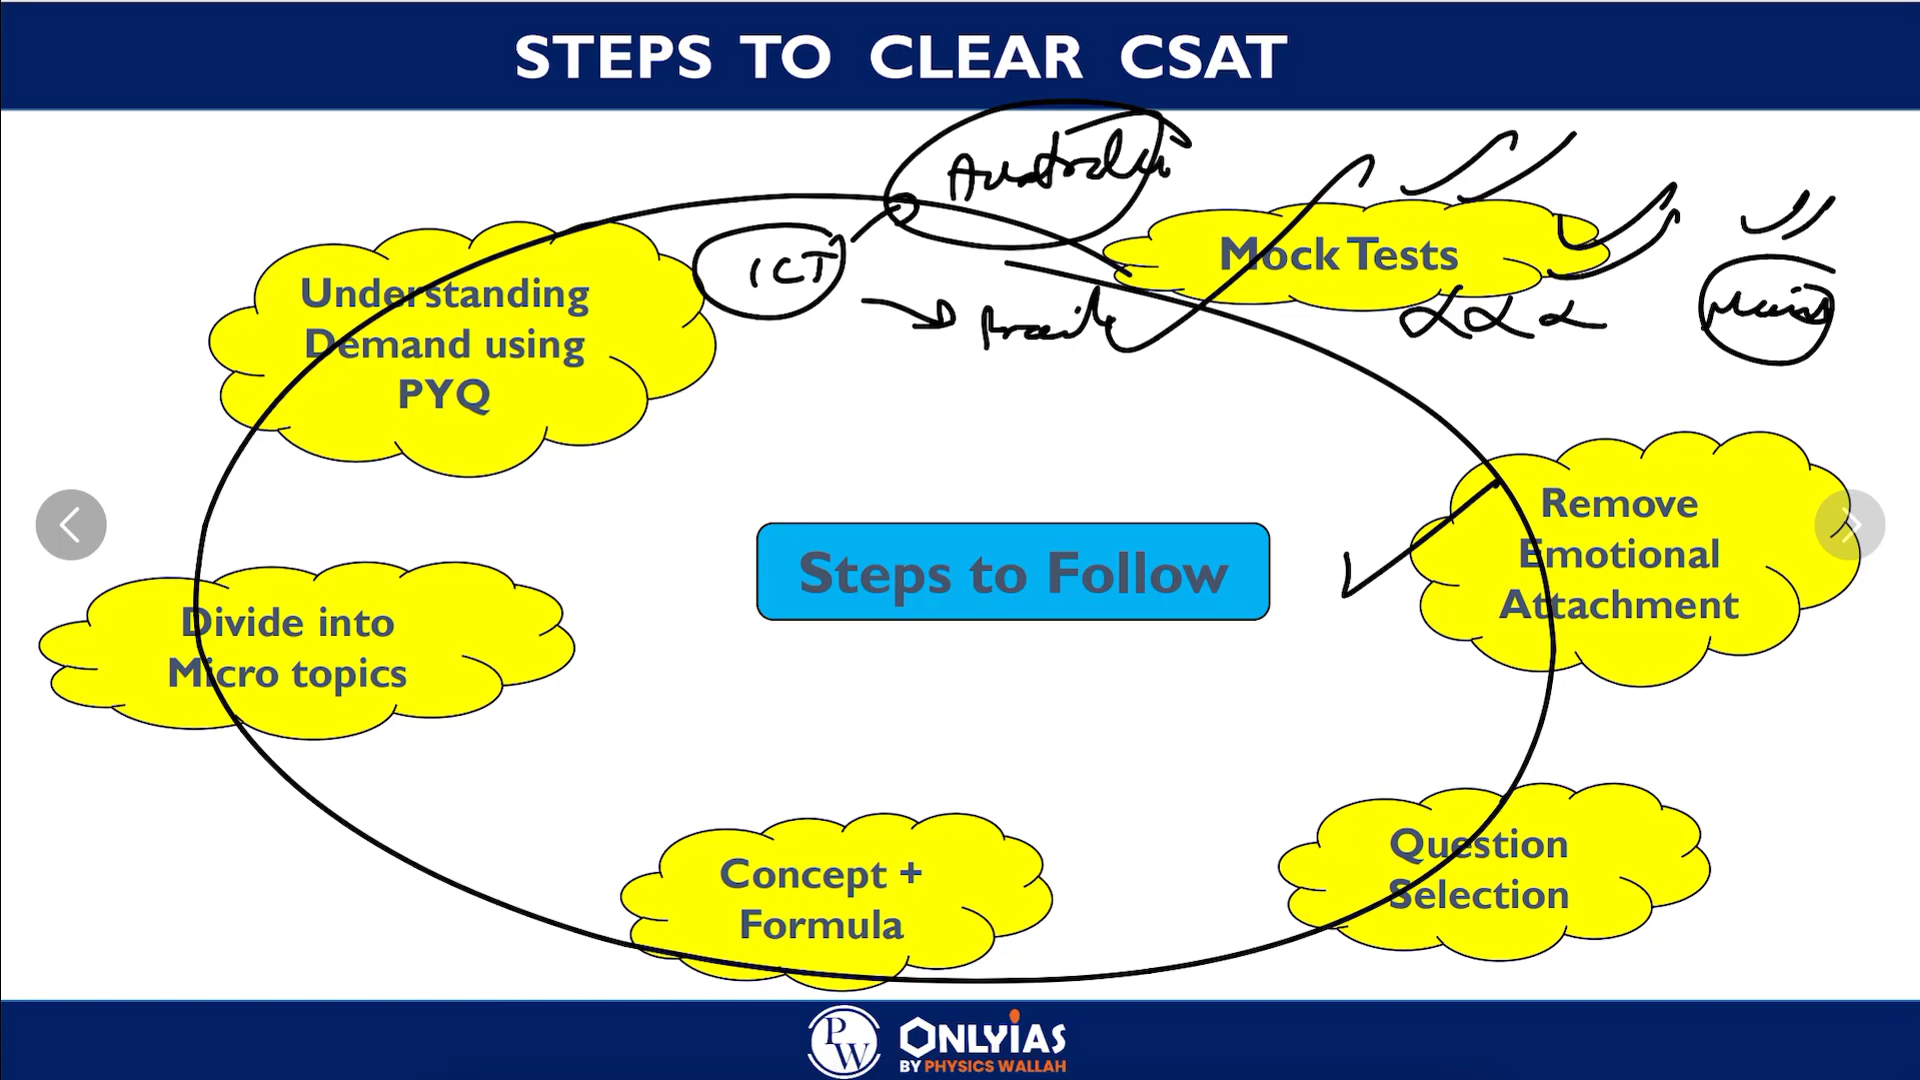 STEPS TO CLEAR CSAT
Australia
ICT
Mock Tests
Understanding
Demand using
PYQ
Remove
Emotional
Attachment
Steps to Follow
Divide into
Micro topics
Question
Selection
Concept +
Formula
PW
ONLYIAS
BY PHYSICS WALLAH